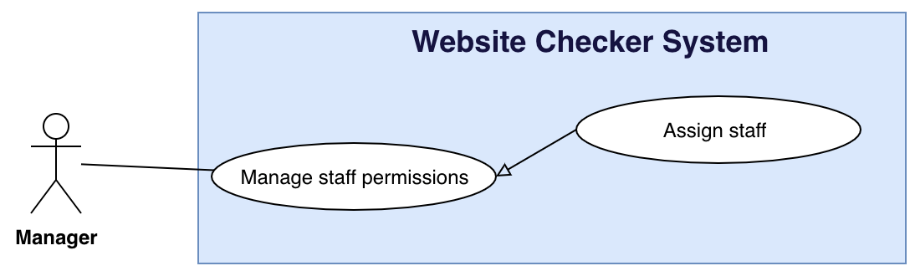 Website Checker System
Assign staff
Manage staff permissions
Manager